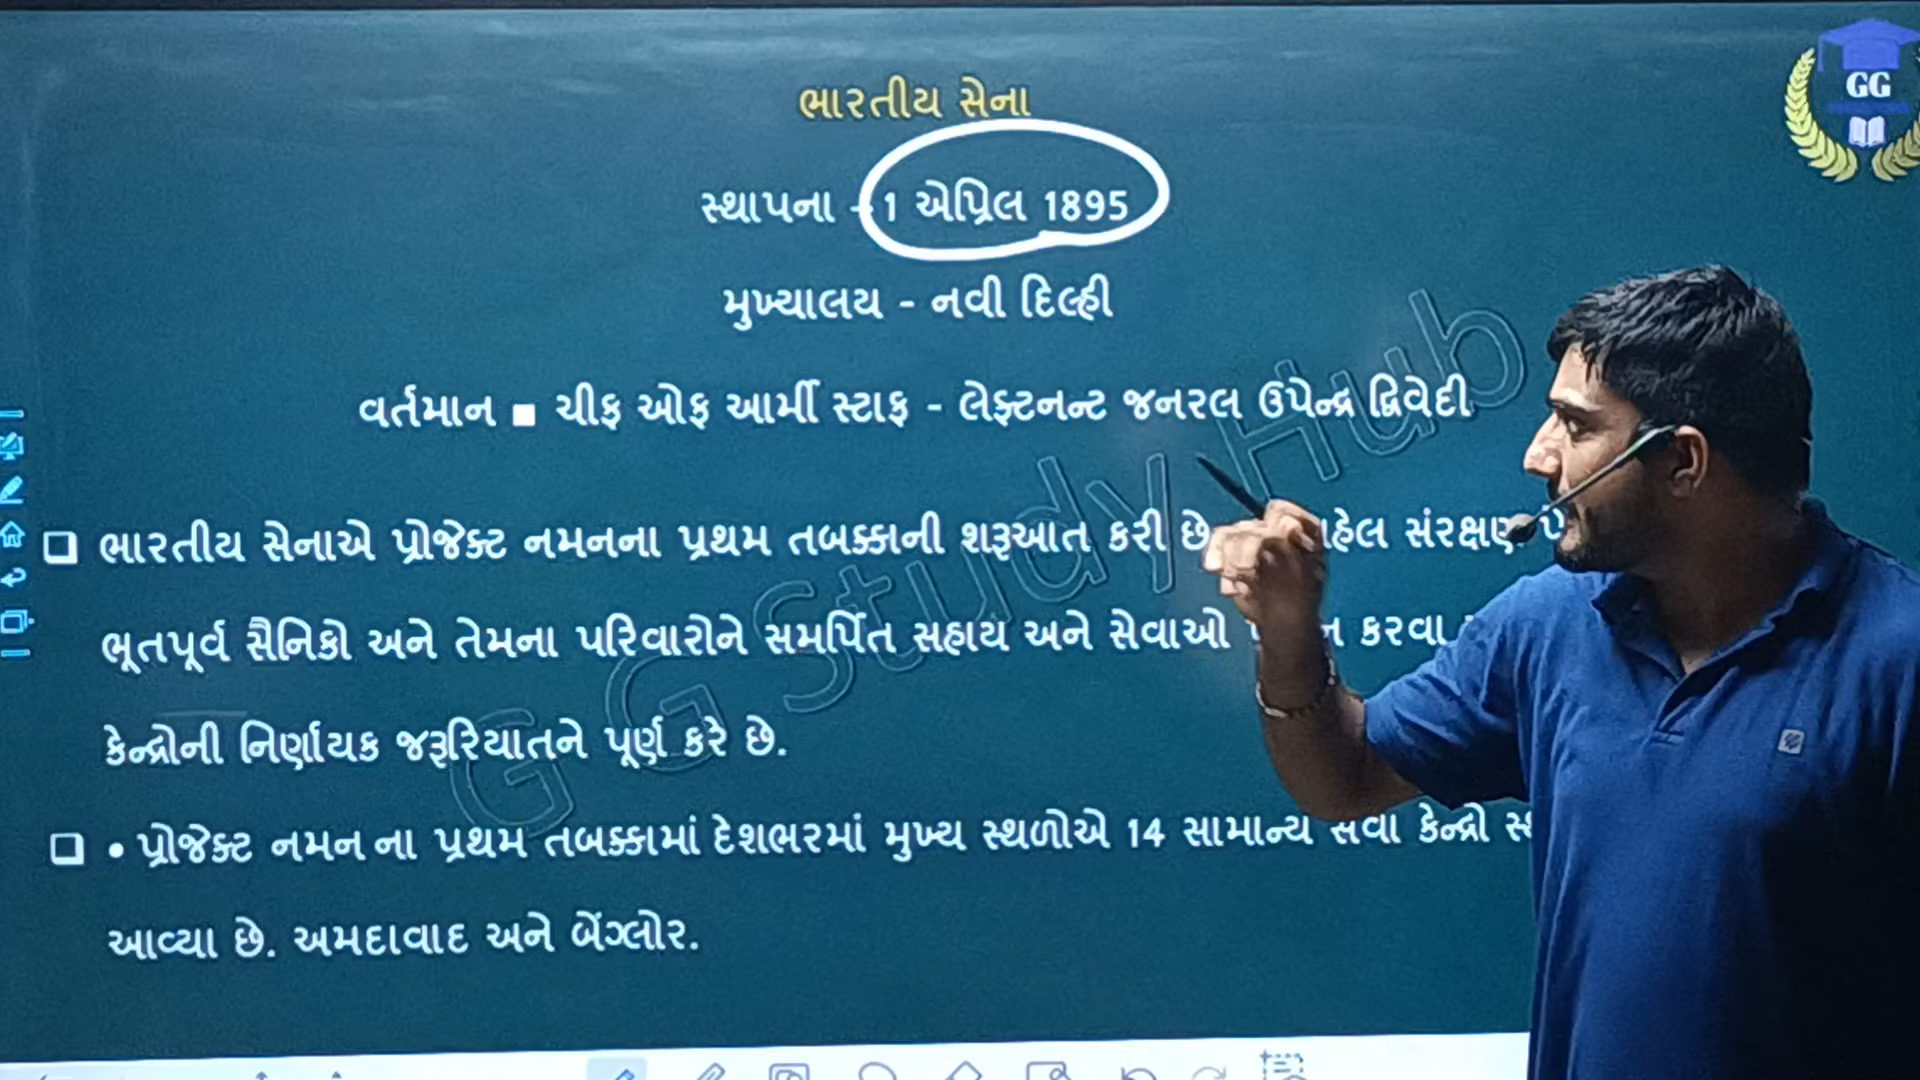 GG
ભારતીય સેના
સ્થાપના - 1 એપ્રિલ 1895
મુખ્યાલય - નવી દિલ્હી
વર્તમાન ■ ચીફ ઓફ આર્મી સ્ટાફ - લેફ્ટનન્ટ જનરલ ઉપેન્દ્ર દ્વિવેદી
ભારતીય સેનાએ પ્રોજેક્ટ નમનના પ્રથમ તબક્કાની શરૂઆત કરી છે સંરક્ષણ
ભૂતપૂર્વ સૈનિકો અને તેમના પરિવારોને સમર્પિત સહાય અને સેવાઓ કરવા
કેન્દ્રોની નિર્ણાયક જરૂરિયાતને પૂર્ણ કરે છે.
• પ્રોજેક્ટ નમન ના પ્રથમ તબક્કામાં દેશભરમાં મુખ્ય સ્થળોએ 14 સામાન્ય સેવા કેન્દ્રો
આવ્યા છે. અમદાવાદ અને બેંગ્લોર.
G G Study Hub